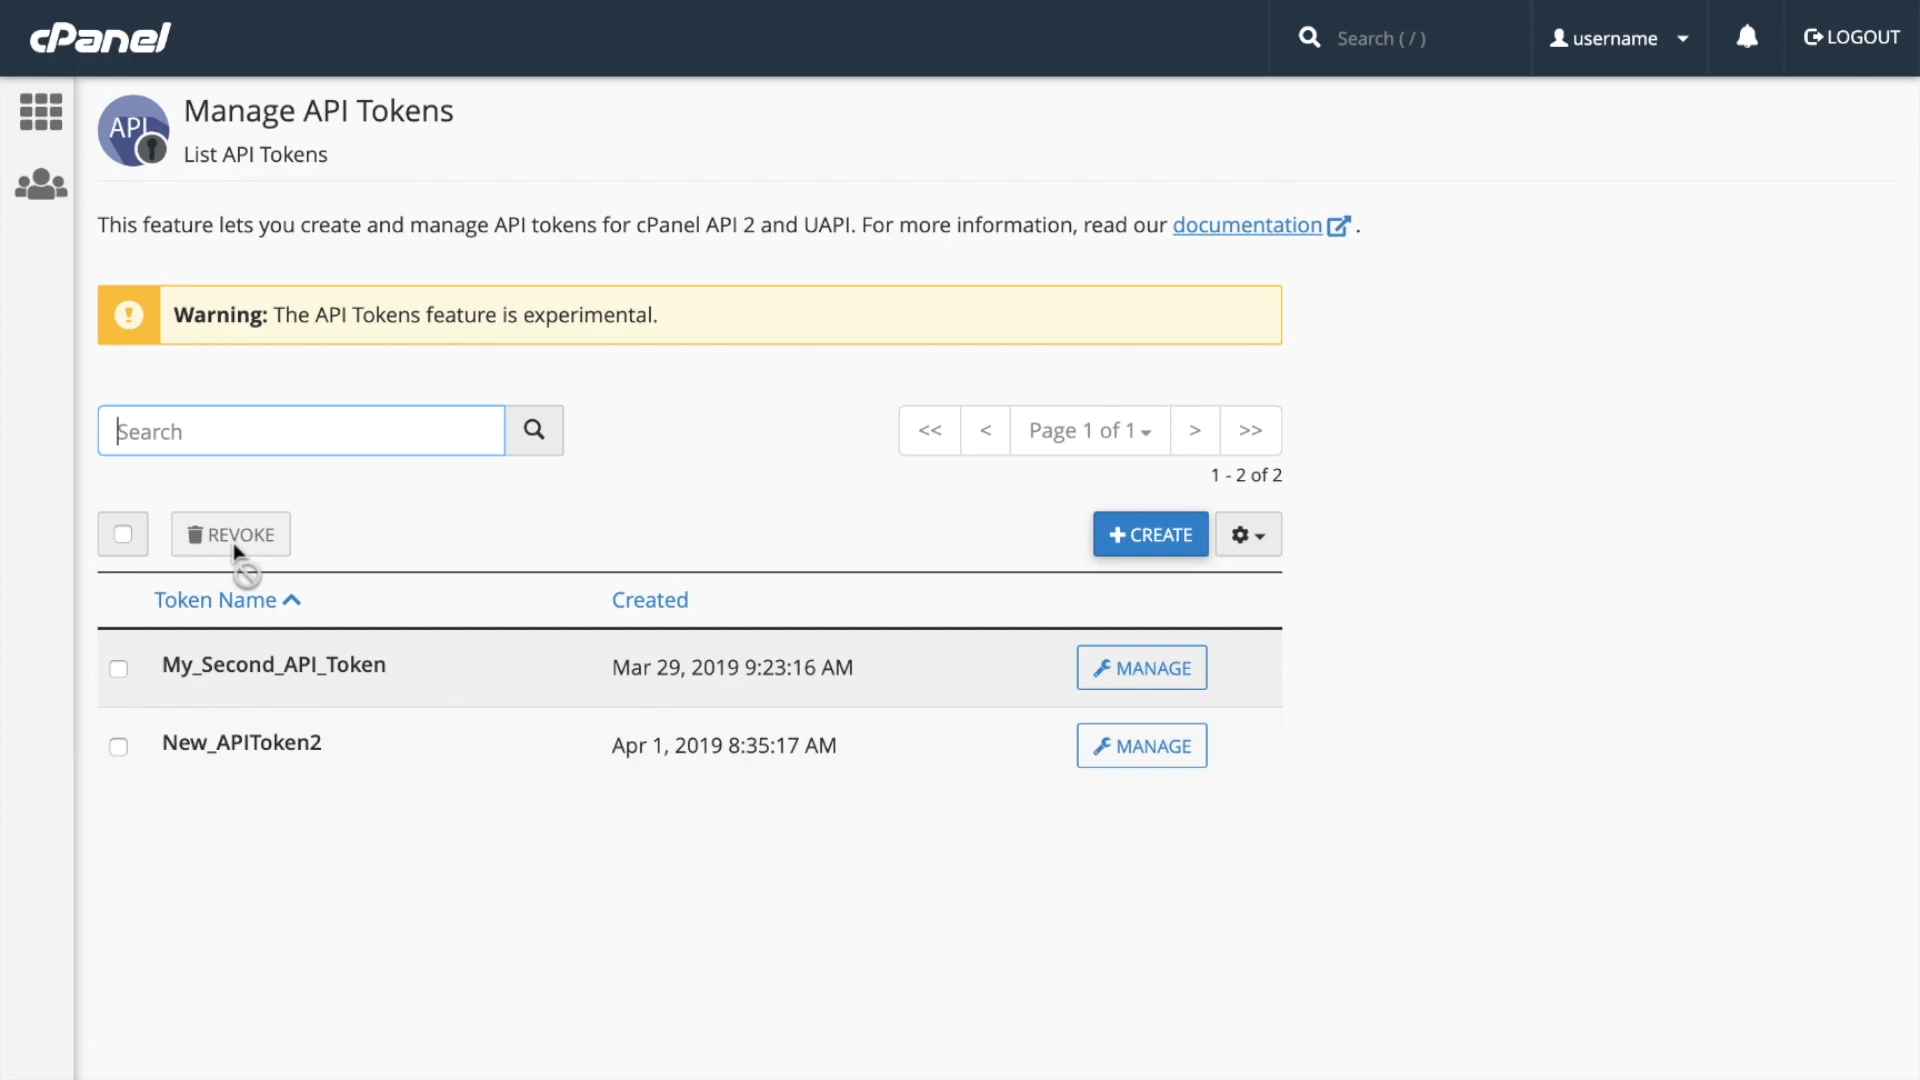 cPanel
Search ( / )
username
LOGOUT
API
Manage API Tokens
List API Tokens
This feature lets you create and manage API tokens for cPanel API 2 and UAPI. For more information, read our documentation .
Warning: The API Tokens feature is experimental.
Search
<< < Page 1 of 1 > >>
1 - 2 of 2
REVOKE
CREATE
Token Name Created
My_Second_API_Token Mar 29, 2019 9:23:16 AM MANAGE
New_APIToken2 Apr 1, 2019 8:35:17 AM MANAGE